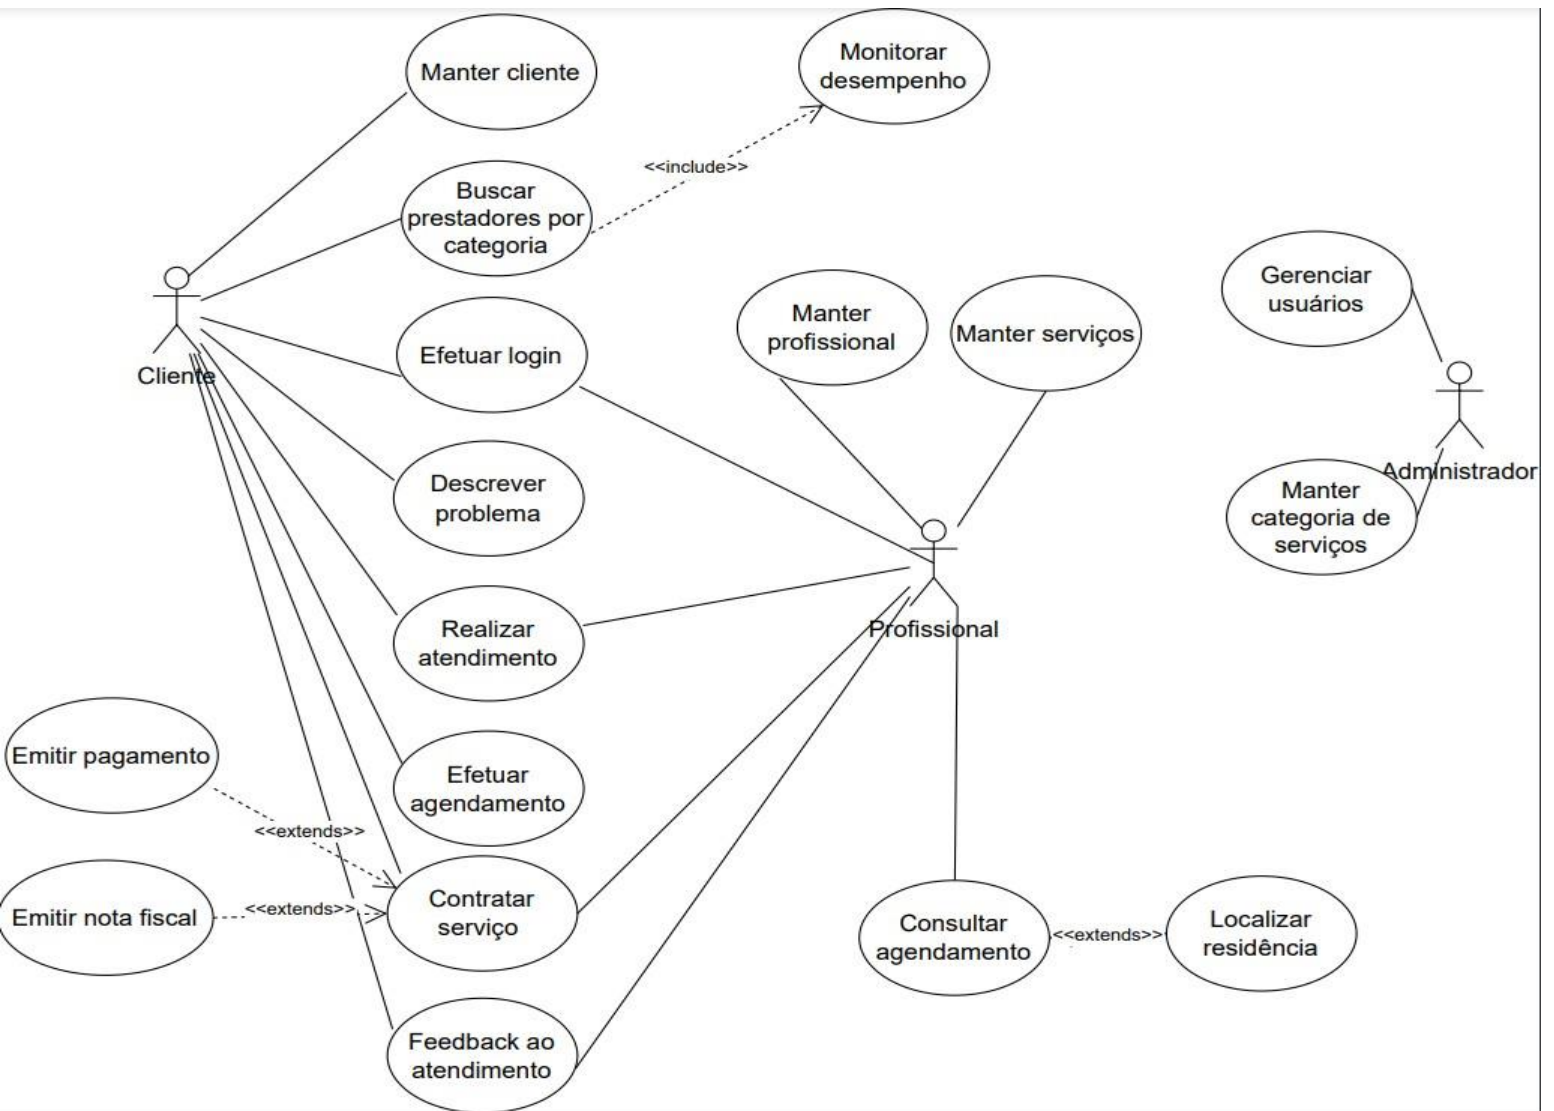 Manter cliente
Monitorar
desempenho
<<include>>
Buscar
prestadores por
categoria
Cliente
Efetuar login
Manter
profissional
Manter serviços
Gerenciar
usuários
Administrador
Manter
categoria de
serviços
Descrever
problema
Realizar
atendimento
Profissional
Emitir pagamento
<<extends>>
Efetuar
agendamento
Emitir nota fiscal
<<extends>>
Contratar
serviço
Consultar
agendamento
<<extends>>
Localizar
residência
Feedback ao
atendimento